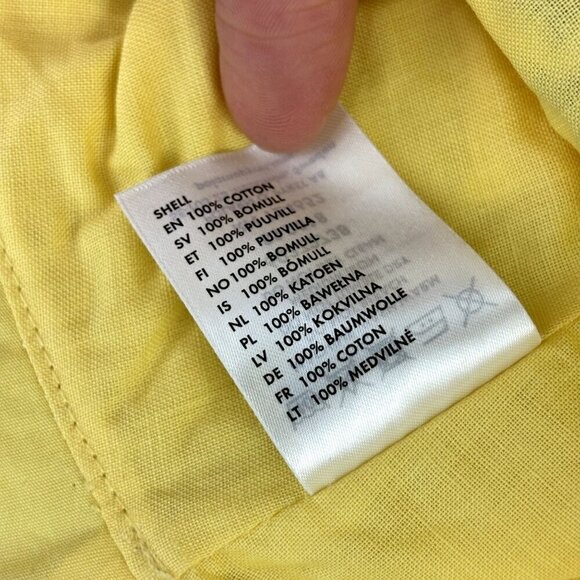 SHELL
EN 100% COTTON
SV 100% BOMULL
ET 100% PUUVILL
FI 100% PUUVILLA
NO 100% BOMULL
IS 100% BÓMULL
NL 100% KATOEN
PL 100% BAWEŁNA
LV 100% KOKVILNA
DE 100% BAUMWOLLE
FR 100% COTON
LT 100% MEDVILNĖ